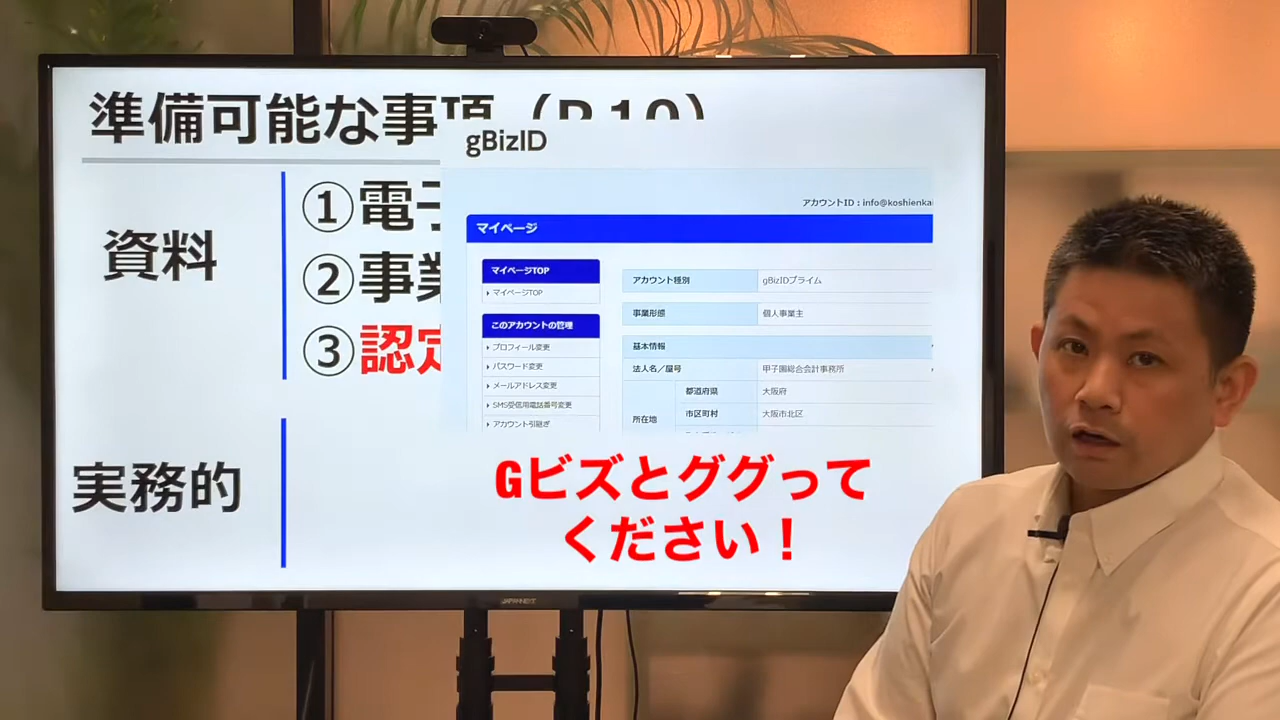 準備可能な事項（P.10）
資料
①電子
②事業
③認定
実務的
gBizID
アカウントID：info@koshienkai
マイページ
マイページTOP
マイページTOP
このアカウントの管理
プロフィール変更
パスワード変更
メールアドレス変更
SMS受信用電話番号変更
アカウント引継ぎ
アカウント種別 gBizIDプライム
事業形態 個人事業主
基本情報
法人名／屋号 甲子園総合会計事務所
所在地
都道府県 大阪府
市区町村 大阪市北区
Gビズとググって
ください！
JAPANNEXT